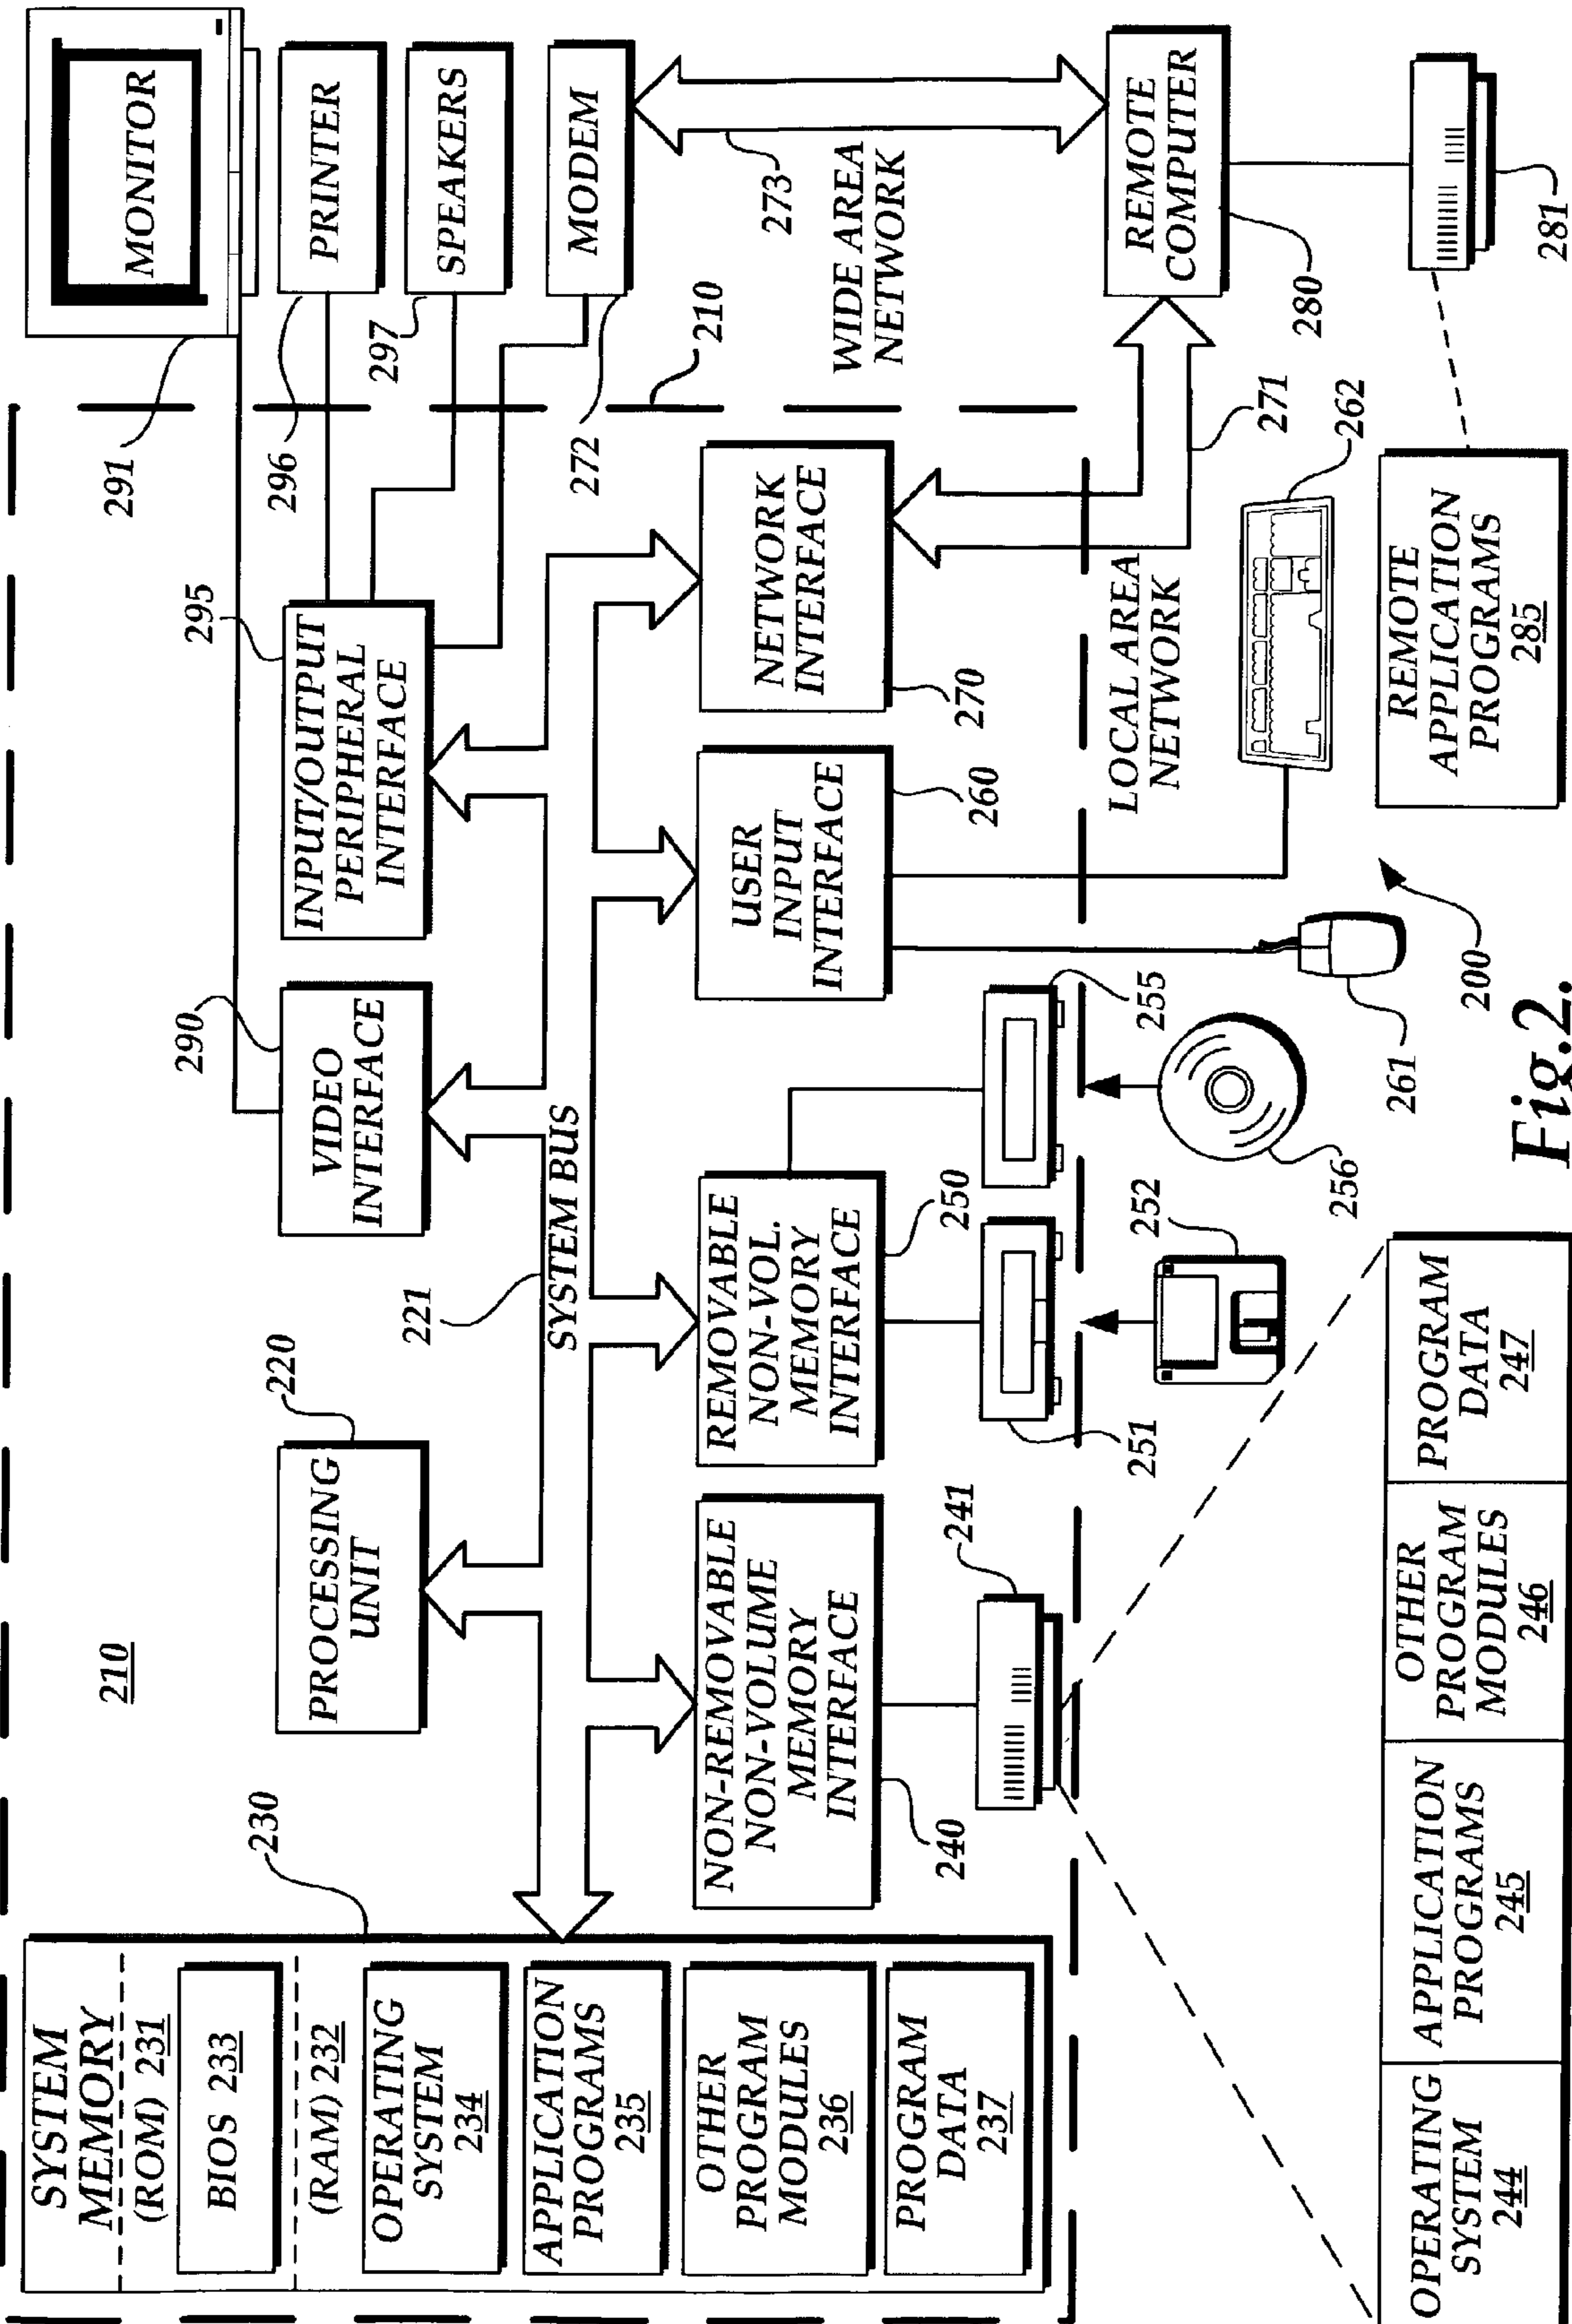 210
SYSTEM
MEMORY
(ROM) 231
BIOS 233
(RAM) 232
OPERATING
SYSTEM
234
APPLICATION
PROGRAMS
235
OTHER
PROGRAM
MODULES
236
PROGRAM
DATA
237
230
PROCESSING
UNIT
220
221
SYSTEM BUS
VIDEO
INTERFACE
290
INPUT/OUTPUT
PERIPHERAL
INTERFACE
295
291
MONITOR
296
PRINTER
297
SPEAKERS
272
MODEM
210
NON-REMOVABLE
NON-VOLUME
MEMORY
INTERFACE
240
241
REMOVABLE
NON-VOL.
MEMORY
INTERFACE
250
251
252
255
256
USER
INPUT
INTERFACE
260
NETWORK
INTERFACE
270
273
WIDE AREA
NETWORK
LOCAL AREA
NETWORK
271
REMOTE
COMPUTER
280
281
261
262
OPERATING
SYSTEM
244
APPLICATION
PROGRAMS
245
OTHER
PROGRAM
MODULES
246
PROGRAM
DATA
247
REMOTE
APPLICATION
PROGRAMS
285
200
Fig.2.